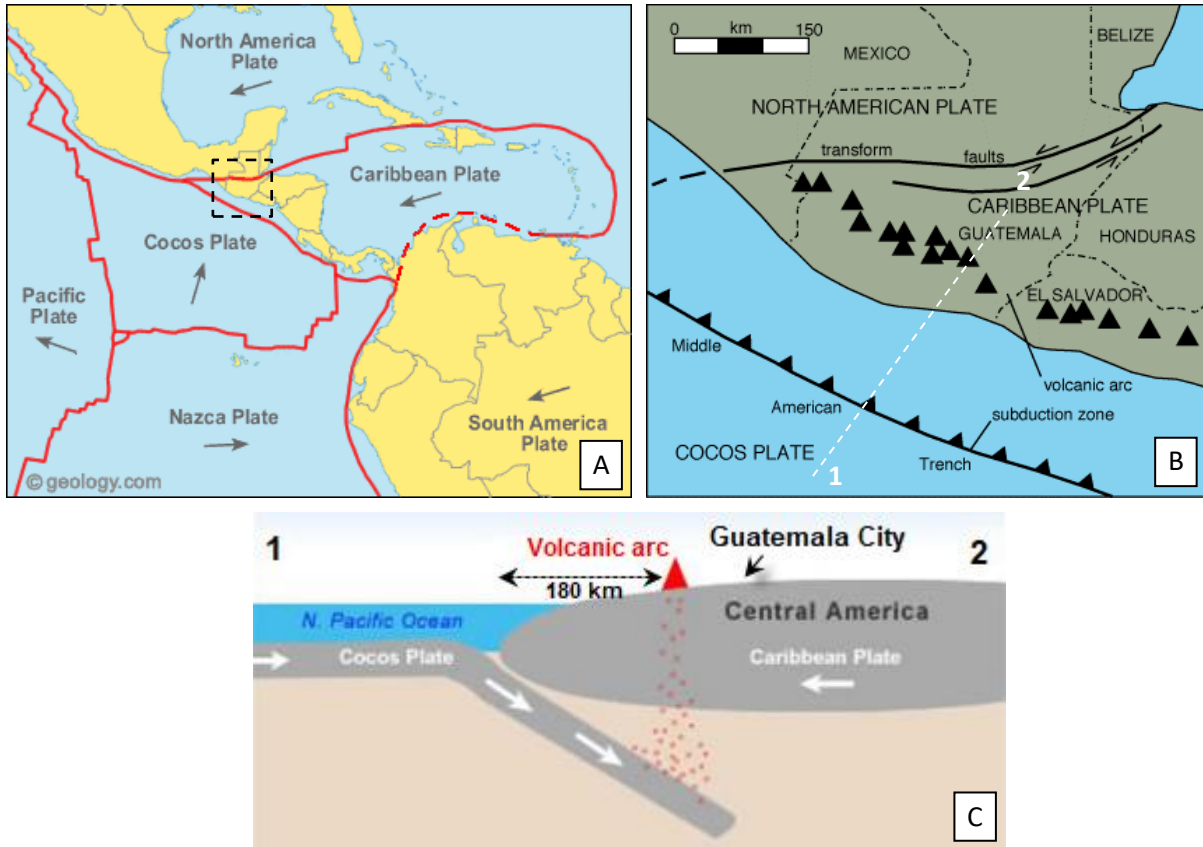 North America
Plate
Caribbean Plate
Cocos Plate
Pacific
Plate
Nazca Plate
South America
Plate
© geology.com
A
0 km 150
MEXICO
BELIZE
NORTH AMERICAN PLATE
transform faults
2
CARIBBEAN PLATE
GUATEMALA
HONDURAS
EL SALVADOR
Middle
American
Trench
volcanic arc
subduction zone
COCOS PLATE
1
B
1
Volcanic arc
Guatemala City
2
180 km
Central America
N. Pacific Ocean
Cocos Plate
Caribbean Plate
C